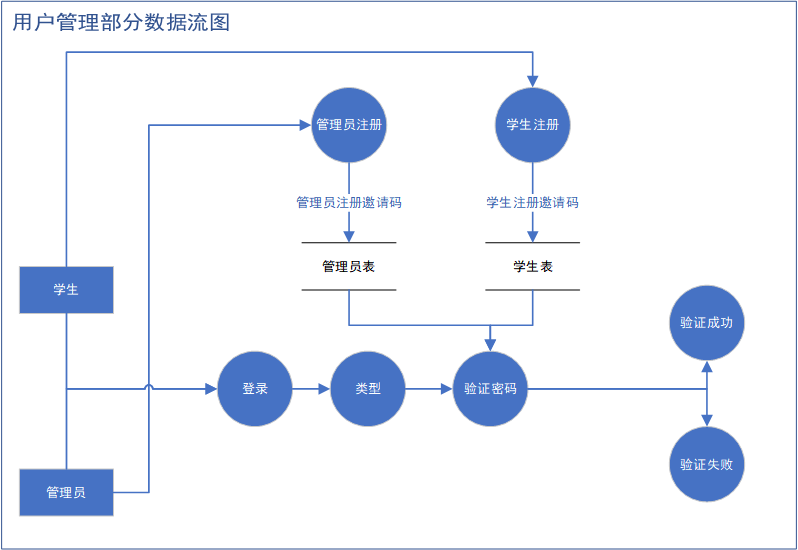 用户管理部分数据流图
管理员注册
学生注册
管理员注册邀请码
学生注册邀请码
管理员表
学生表
学生
验证成功
登录
类型
验证密码
验证失败
管理员